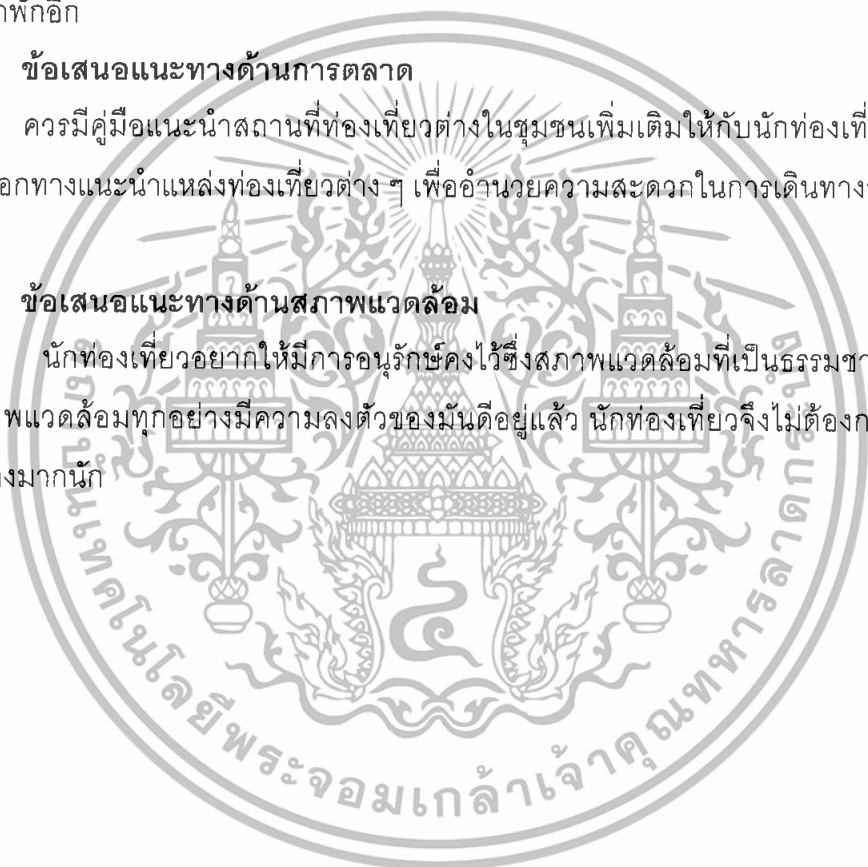 าพักอีก
ข้อเสนอแนะทางด้านการตลาด
ควรมีคู่มือแนะนำสถานที่ท่องเที่ยวต่างในชุมชนเพิ่มเติมให้กับนักท่องเที่
อกทางแนะนำแหล่งท่องเที่ยวต่าง ๆ เพื่ออำนวยความสะดวกในการเดินทาง
ข้อเสนอแนะทางด้านสภาพแวดล้อม
นักท่องเที่ยวอยากให้มีการอนุรักษ์คงไว้ซึ่งสภาพแวดล้อมที่เป็นธรรมชา
พแวดล้อมทุกอย่างมีความลงตัวของมันดีอยู่แล้ว นักท่องเที่ยวจึงไม่ต้องก
งมากนัก
สถาบันเทคโนโลยีพระจอมเกล้าเจ้าคุณทหารลาดกระบัง